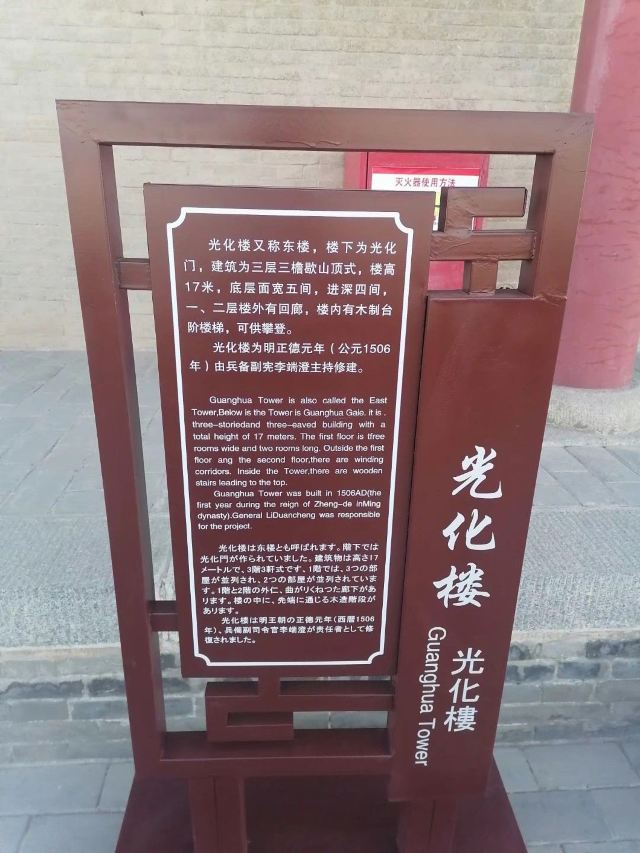 灭火器使用方法
光化楼又称东楼，楼下为光化
门，建筑为三层三檐歇山顶式，楼高
17米，底层面宽五间，进深四间，
一、二层楼外有回廊，楼内有木制台
阶楼梯，可供攀登。
光化楼为明正德元年（公元1506
年）由兵备副宪李端澄主持修建。
Guanghua Tower is also called the East
Tower,Below is the Tower is Guanghua Gaie. it is .
three-storiedand three-eaved building with a
total height of 17 meters. The first floor is tfree
rooms wide and two rooms long. Outside the first
floor ang the second floor,there are winding
corridors. Inside the Tower,there are wooden
stairs leading to the top.
Guanghua Tower was built in 1506AD(the
first year during the reign of Zheng-de inMing
dynasty).General LiDuancheng was responsible
for the project.
光化楼は東楼とも呼ばれます。階下では
光化門が作られていました。建筑物は高さ17
メートルで、3階3軒式です、1階では、3つの部
屋が並列され、2つの部屋が並列されていま
す。1階と2階の外仁、曲がりくねつた廊下があ
ります。楼の中に、先端に通じる木造階段が
があります。
光化楼は明王朝の正徳元年（西暦1506
年）、兵備副司令官李端澄が责任者として修
復されました。
光化楼
光化樓
Guanghua Tower